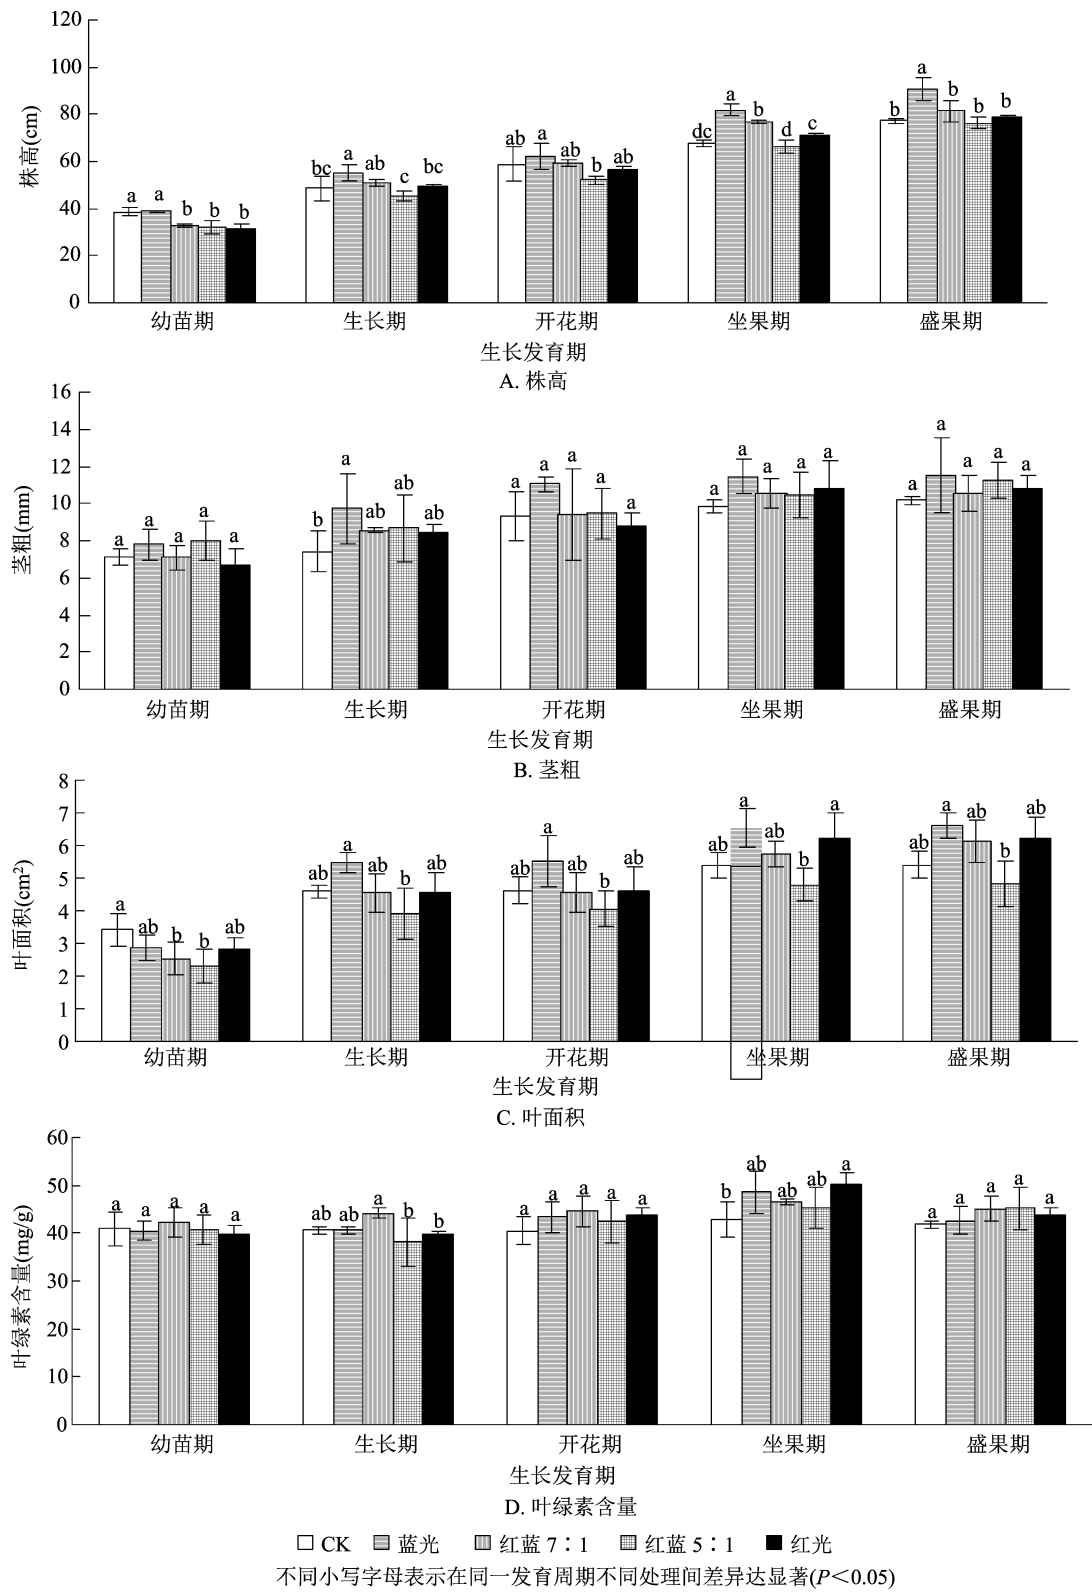 120
100
80
60
40
20
0
株高(cm)
a a b b b
bc a ab c bc
ab a ab b ab
dc a b d c
b a b b b
幼苗期 生长期 开花期 坐果期 盛果期
生长发育期
A. 株高
16
14
12
10
8
6
4
2
0
茎粗(mm)
a a a a a
b a ab ab ab
a a a a a
a a a a a
a a a a a
幼苗期 生长期 开花期 坐果期 盛果期
生长发育期
B. 茎粗
8
7
6
5
4
3
2
1
0
叶面积(cm²)
a ab b b ab
ab a ab b ab
ab a ab b ab
ab a ab b a
ab a ab b ab
幼苗期 生长期 开花期 坐果期 盛果期
生长发育期
C. 叶面积
60
50
40
30
20
10
0
叶绿素含量(mg/g)
a a a a a
ab ab a b b
a a a a a
b ab ab ab a
a a a a a
幼苗期 生长期 开花期 坐果期 盛果期
生长发育期
D. 叶绿素含量
CK 蓝光 红蓝 7∶1 红蓝 5∶1 红光
不同小写字母表示在同一发育周期不同处理间差异达显著(P＜0.05)